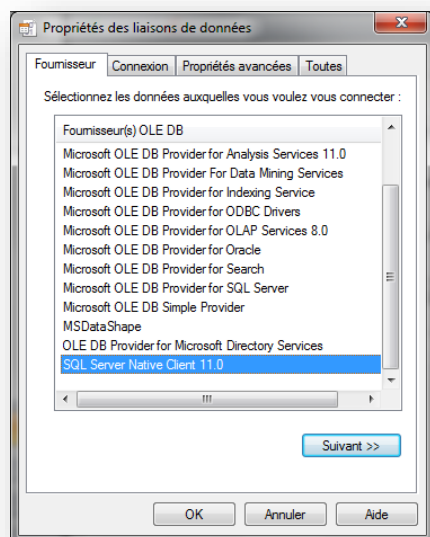 Propriétés des liaisons de données
Fournisseur Connexion Propriétés avancées Toutes
Sélectionnez les données auxquelles vous voulez vous connecter :
Fournisseur(s) OLE DB
Microsoft OLE DB Provider for Analysis Services 11.0
Microsoft OLE DB Provider For Data Mining Services
Microsoft OLE DB Provider for Indexing Service
Microsoft OLE DB Provider for ODBC Drivers
Microsoft OLE DB Provider for OLAP Services 8.0
Microsoft OLE DB Provider for Oracle
Microsoft OLE DB Provider for Search
Microsoft OLE DB Provider for SQL Server
Microsoft OLE DB Simple Provider
MSDataShape
OLE DB Provider for Microsoft Directory Services
SQL Server Native Client 11.0
Suivant >>
OK Annuler Aide